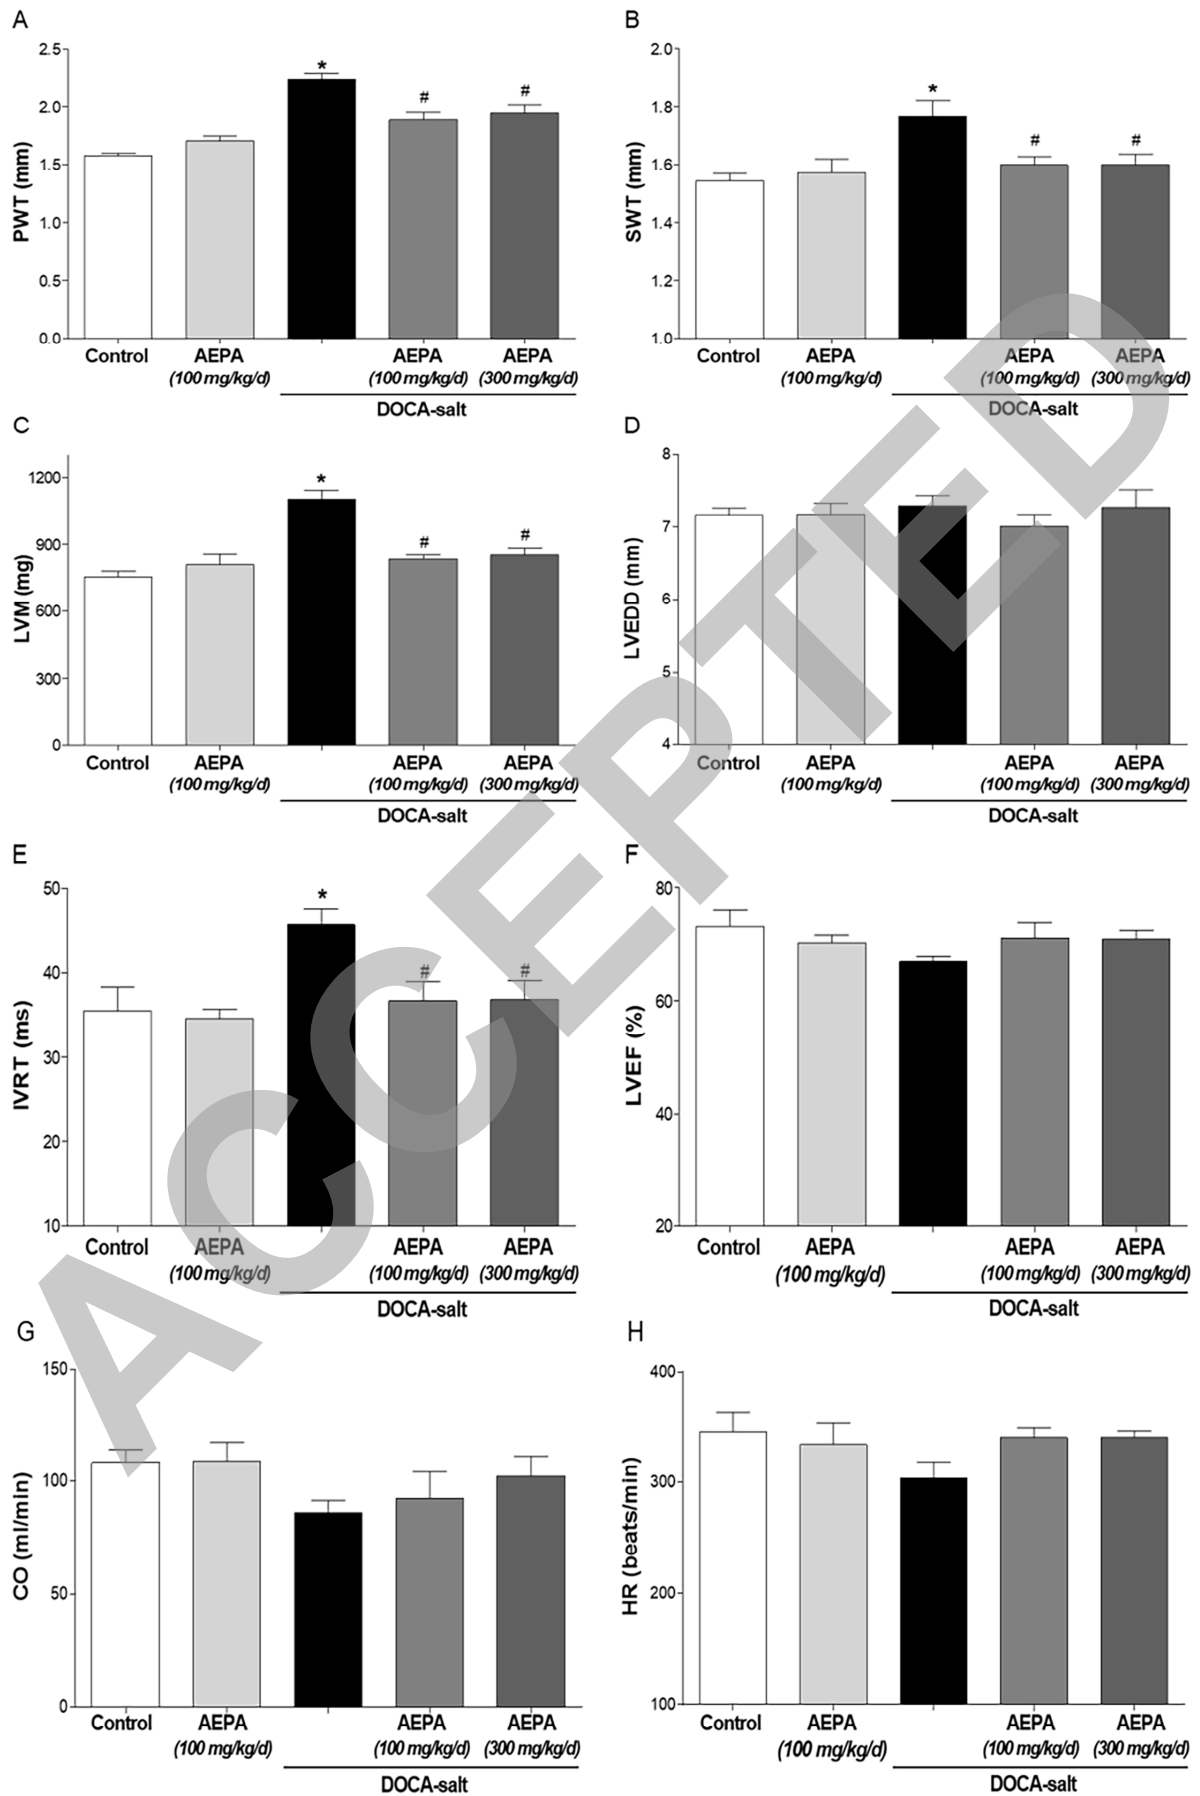 A
B
2.5
2.0
1.5
1.0
0.5
0.0
PWT (mm)
*
#
#
Control
AEPA
(100 mg/kg/d)
AEPA
(100 mg/kg/d)
AEPA
(300 mg/kg/d)
DOCA-salt
2.0
1.8
1.6
1.4
1.2
1.0
SWT (mm)
*
#
#
Control
AEPA
(100 mg/kg/d)
AEPA
(100 mg/kg/d)
AEPA
(300 mg/kg/d)
DOCA-salt
C
D
1200
900
600
300
0
LVM (mg)
*
#
#
Control
AEPA
(100 mg/kg/d)
AEPA
(100 mg/kg/d)
AEPA
(300 mg/kg/d)
DOCA-salt
8
7
6
5
4
LVEDD (mm)
Control
AEPA
(100 mg/kg/d)
AEPA
(100 mg/kg/d)
AEPA
(300 mg/kg/d)
DOCA-salt
E
F
50
40
30
20
10
IVRT (ms)
*
#
#
Control
AEPA
(100 mg/kg/d)
AEPA
(100 mg/kg/d)
AEPA
(300 mg/kg/d)
DOCA-salt
80
60
40
20
LVEF (%)
Control
AEPA
(100 mg/kg/d)
AEPA
(100 mg/kg/d)
AEPA
(300 mg/kg/d)
DOCA-salt
G
H
150
100
50
0
CO (ml/min)
Control
AEPA
(100 mg/kg/d)
AEPA
(100 mg/kg/d)
AEPA
(300 mg/kg/d)
DOCA-salt
400
300
200
100
HR (beats/min)
Control
AEPA
(100 mg/kg/d)
AEPA
(100 mg/kg/d)
AEPA
(300 mg/kg/d)
DOCA-salt
ACCEPTED